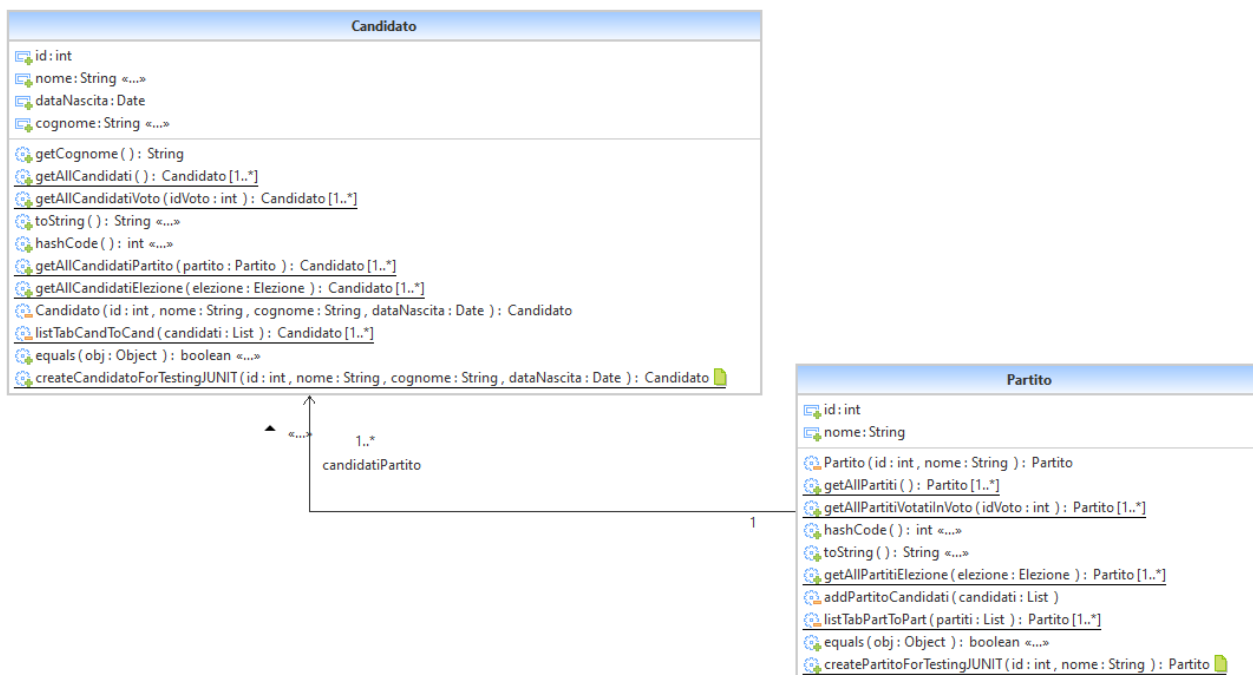 Candidato
id : int
nome : String «...»
dataNascita : Date
cognome : String «...»
getCognome ( ) : String
getAllCandidati ( ) : Candidato [1..*]
getAllCandidatiVoto ( idVoto : int ) : Candidato [1..*]
toString ( ) : String «...»
hashCode ( ) : int «...»
getAllCandidatiPartito ( partito : Partito ) : Candidato [1..*]
getAllCandidatiElezione ( elezione : Elezione ) : Candidato [1..*]
Candidato ( id : int , nome : String , cognome : String , dataNascita : Date ) : Candidato
listTabCandToCand ( candidati : List ) : Candidato [1..*]
equals ( obj : Object ) : boolean «...»
createCandidatoForTestingJUNIT ( id : int , nome : String , cognome : String , dataNascita : Date ) : Candidato
«...»
1..*
candidatiPartito
1
Partito
id : int
nome : String
Partito ( id : int , nome : String ) : Partito
getAllPartiti ( ) : Partito [1..*]
getAllPartitiVotatiInVoto ( idVoto : int ) : Partito [1..*]
hashCode ( ) : int «...»
toString ( ) : String «...»
getAllPartitiElezione ( elezione : Elezione ) : Partito [1..*]
addPartitoCandidati ( candidati : List )
listTabPartToPart ( partiti : List ) : Partito [1..*]
equals ( obj : Object ) : boolean «...»
createPartitoForTestingJUNIT ( id : int , nome : String ) : Partito